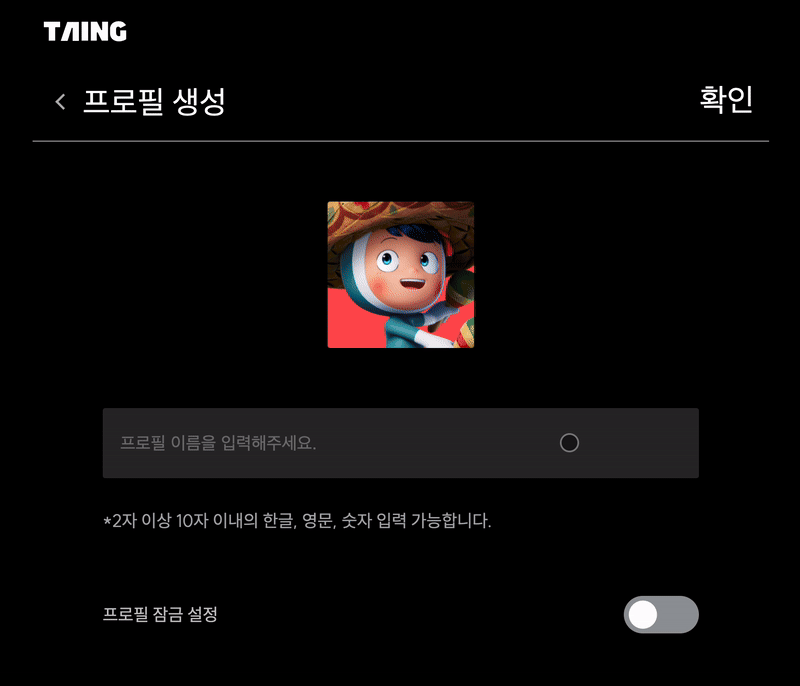 TAING
프로필 생성
확인
프로필 이름을 입력해주세요.
*2자 이상 10자 이내의 한글, 영문, 숫자 입력 가능합니다.
프로필 잠금 설정